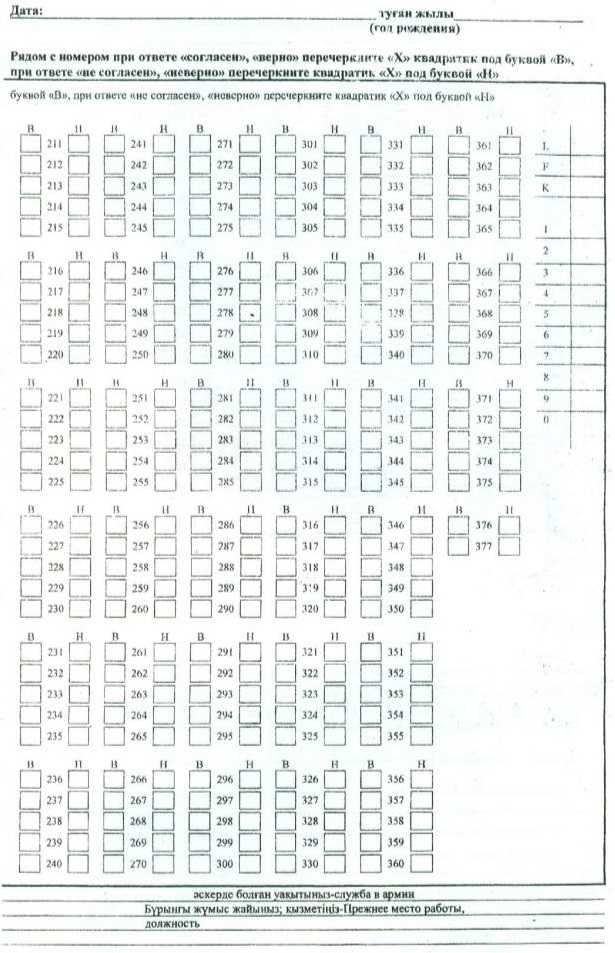 Дата: туған жылы
(год рождения)
Рядом с номером при ответе «согласен», «верно» перечеркните «Х» квадратик под буквой «В»,
при ответе «не согласен», «неверно» перечеркните квадратик «Х» под буквой «Н»
буквой «В», при ответе «не согласен», «неверно» перечеркните квадратик «Х» под буквой «Н»
В Н В Н В Н В Н В Н В Н
211 241 271 301 331 361 L
212 242 272 302 332 362 F
213 243 273 303 333 363 K
214 244 274 304 334 364
215 245 275 305 335 365 1
В Н В Н В Н В Н В Н В Н 2
216 246 276 306 336 366 3
217 247 277 307 337 367 4
218 248 278 308 338 368 5
219 249 279 309 339 369 6
220 250 280 310 340 370 7
В Н В Н В Н В Н В Н В Н 8
221 251 281 311 341 371 9
222 252 282 312 342 372 0
223 253 283 313 343 373
224 254 284 314 344 374
225 255 285 315 345 375
В Н В Н В Н В Н В Н В Н
226 256 286 316 346 376
227 257 287 317 347 377
228 258 288 318 348
229 259 289 319 349
230 260 290 320 350
В Н В Н В Н В Н В Н
231 261 291 321 351
232 262 292 322 352
233 263 293 323 353
234 264 294 324 354
235 265 295 325 355
В Н В Н В Н В Н В Н
236 266 296 326 356
237 267 297 327 357
238 268 298 328 358
239 269 299 329 359
240 270 300 330 360
әскерде болған уақытыңыз-служба в армии
Бұрынғы жұмыс жайыңыз; қызметіңіз-Прежнее место работы,
должность